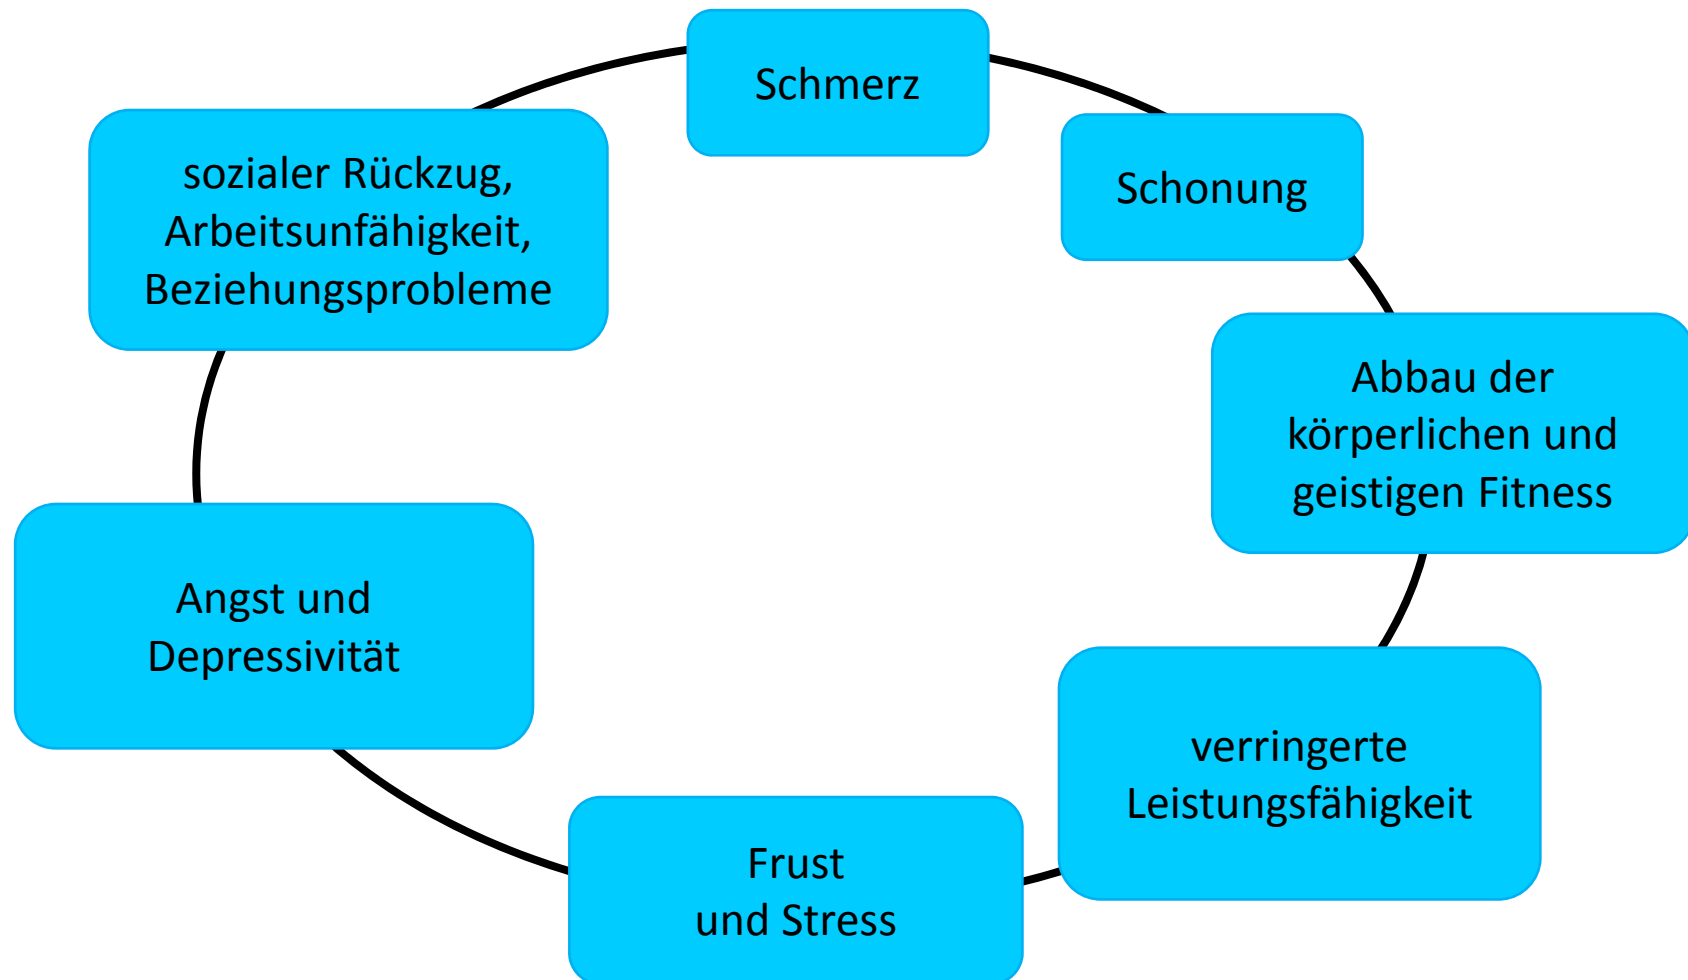 Schmerz
Schonung
Abbau der
körperlichen und
geistigen Fitness
verringerte
Leistungsfähigkeit
Frust
und Stress
Angst und
Depressivität
sozialer Rückzug,
Arbeitsunfähigkeit,
Beziehungsprobleme